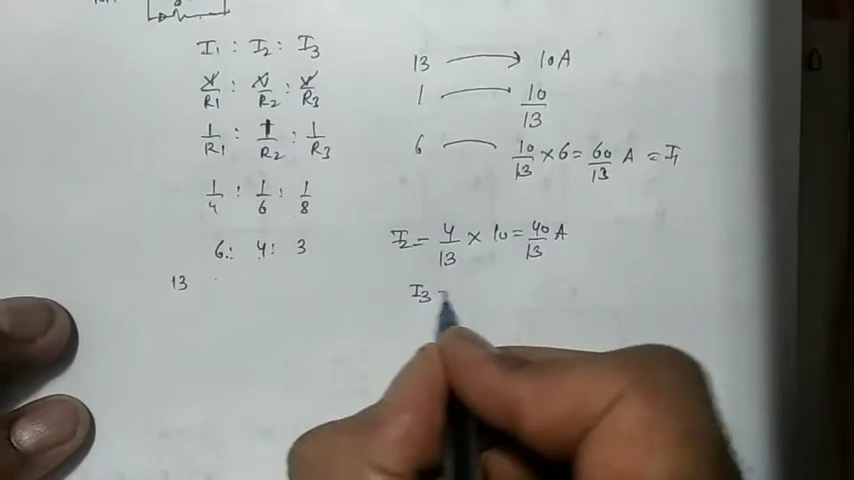 I1 : I2 : I3
V/R1 : V/R2 : V/R3
1/R1 : 1/R2 : 1/R3
1/4 : 1/6 : 1/8
6 : 4 : 3
13
13 → 10A
1 — 10/13
6 — 10/13 × 6 = 60/13 A = I1
I2 = 4/13 × 10 = 40/13 A
I3 -